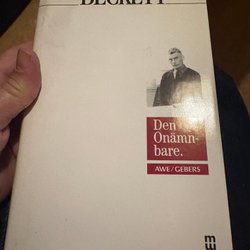 BECKETT
Den
Onämn-
bare.
AWE/GEBERS